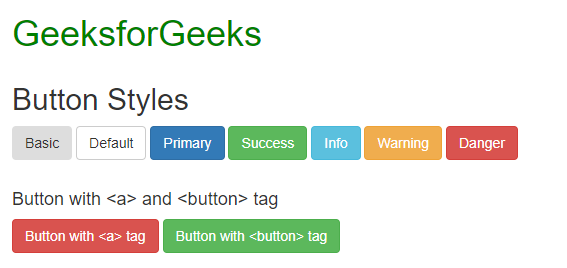 GeeksforGeeks
Button Styles
Basic Default Primary Success Info Warning Danger
Button with <a> and <button> tag
Button with <a> tag Button with <button> tag